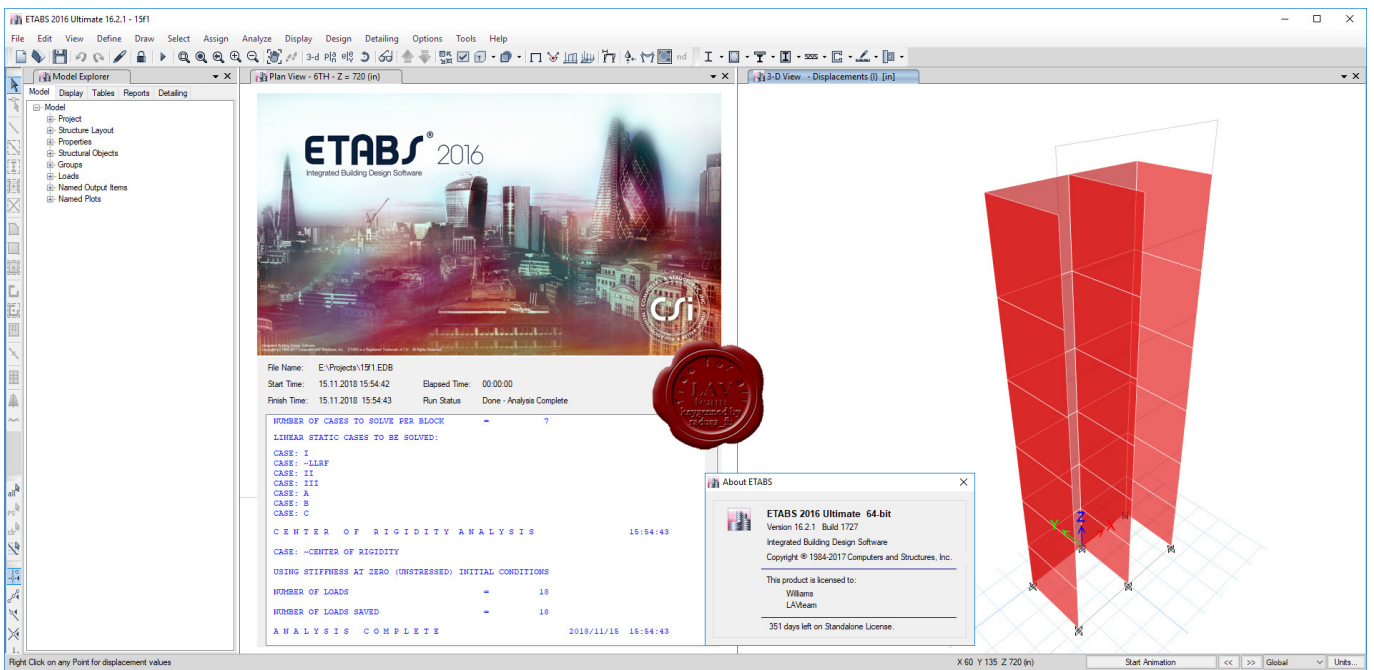 ETABS 2016 Ultimate 16.2.1 - 15f1
File Edit View Define Draw Select Assign Analyze Display Design Detailing Options Tools Help
3-d
nd
Model Explorer
Model Display Tables Reports Detailing
Model
Project
Structure Layout
Properties
Structural Objects
Groups
Loads
Named Output Items
Named Plots
Plan View - 6TH - Z = 720 (in)
ETABS® 2016
Integrated Building Design Software
CSi
File Name: E:\Projects\15f1.EDB
Start Time: 15.11.2018 15:54:42 Elapsed Time: 00:00:00
Finish Time: 15.11.2018 15:54:43 Run Status Done - Analysis Complete
NUMBER OF CASES TO SOLVE PER BLOCK = 7
LINEAR STATIC CASES TO BE SOLVED:
CASE: I
CASE: ~LLRF
CASE: II
CASE: III
CASE: A
CASE: B
CASE: C
C E N T E R O F R I G I D I T Y A N A L Y S I S 15:54:43
CASE: ~CENTER OF RIGIDITY
USING STIFFNESS AT ZERO (UNSTRESSED) INITIAL CONDITIONS
NUMBER OF LOADS = 18
NUMBER OF LOADS SAVED = 18
A N A L Y S I S C O M P L E T E 2018/11/15 15:54:43
LAV
keygenned by
3-D View - Displacements (I) [in]
Y
Z
X
About ETABS
ETABS 2016 Ultimate 64-bit
Version 16.2.1 Build 1727
Integrated Building Design Software
Copyright © 1984-2017 Computers and Structures, Inc.
This product is licensed to:
Williams
LAVteam
351 days left on Standalone License.
Right Click on any Point for displacement values
X 60 Y 135 Z 720 (in)
Start Animation
<< >>
Global
Units...